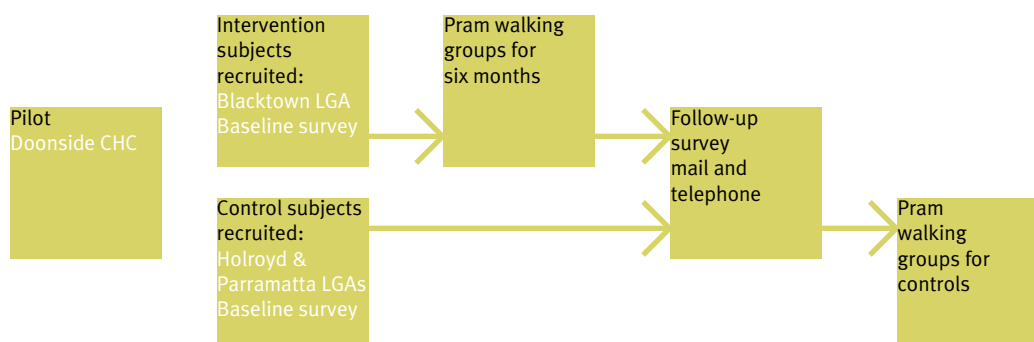 Pilot
Doonside CHC
Intervention
subjects
recruited:
Blacktown LGA
Baseline survey
Control subjects
recruited:
Holroyd &
Parramatta LGAs
Baseline survey
Pram walking
groups for
six months
Follow-up
survey
mail and
telephone
Pram
walking
groups for
controls